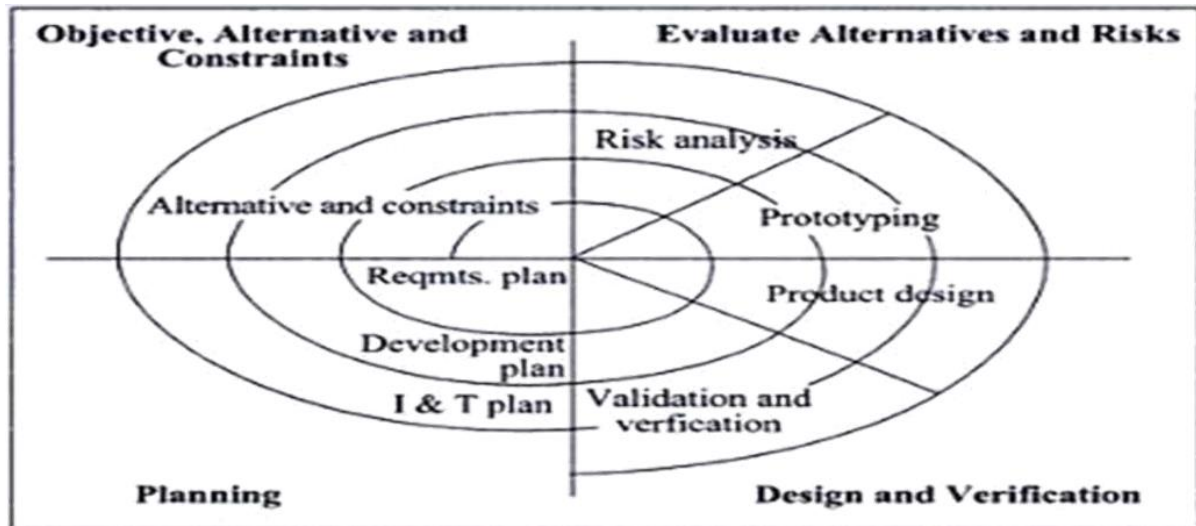 Objective, Alternative and
Constraints
Evaluate Alternatives and Risks
Risk analysis
Alternative and constraints
Prototyping
Reqmts. plan
Product design
Development
plan
I & T plan
Validation and
verfication
Planning
Design and Verification